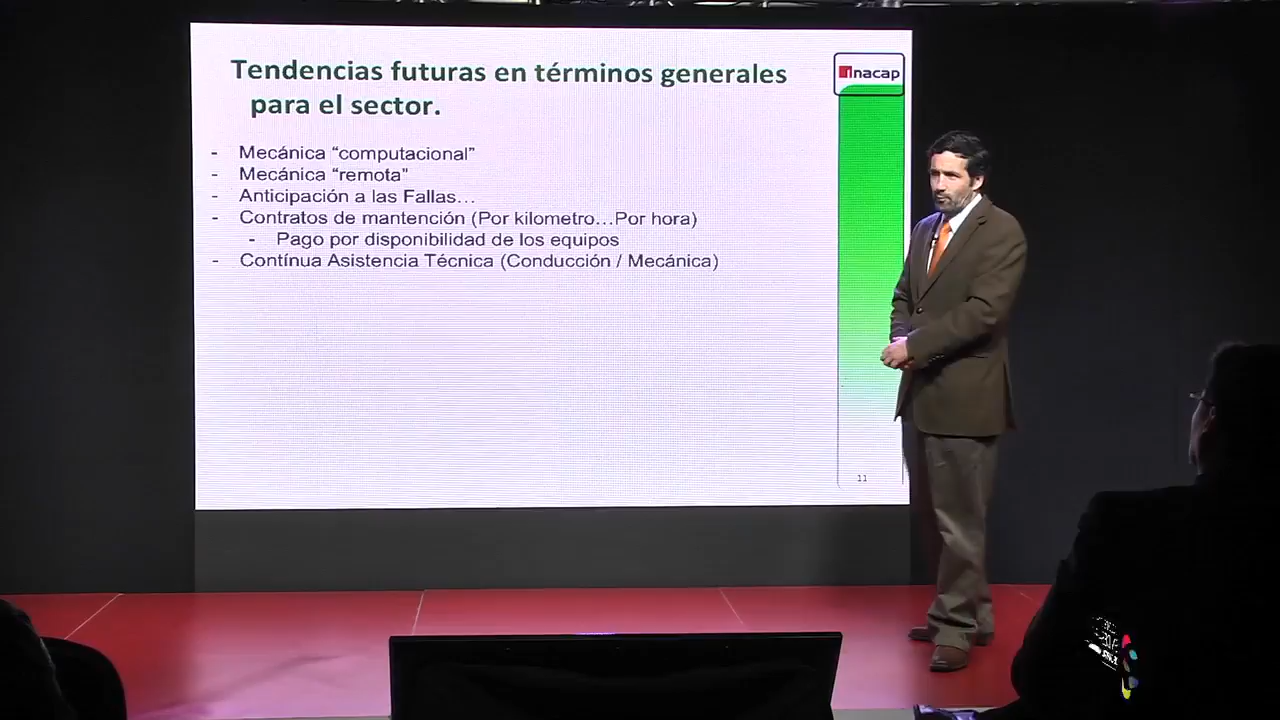 Tendencias futuras en términos generales
para el sector.
inacap
- Mecánica “computacional”
- Mecánica “remota”
- Anticipación a las Fallas…
- Contratos de mantención (Por kilometro…Por hora)
- Pago por disponibilidad de los equipos
- Contínua Asistencia Técnica (Conducción / Mecánica)
11